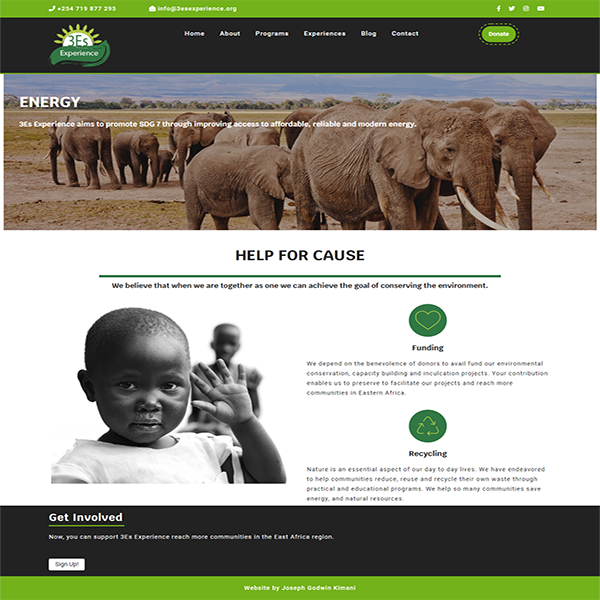 +254 719 877 295 info@3esexperience.org
3Es
Experience
Home About Programs Experiences Blog Contact Donate
ENERGY
3Es Experience aims to promote SDG 7 through improving access to affordable, reliable and modern energy.
HELP FOR CAUSE
We believe that when we are together as one we can achieve the goal of conserving the environment.
Funding
We depend on the benevolence of donors to avail fund our environmental
conservation, capacity building and inculcation projects. Your contribution
enables us to preserve to facilitate our projects and reach more
communities in Eastern Africa.
Recycling
Nature is an essential aspect of our day to day lives. We have endeavored
to help communities reduce, reuse and recycle their own waste through
practical and educational programs. We help so many communities save
energy, and natural resources.
Get Involved
Now, you can support 3Es Experience reach more communities in the East Africa region.
Sign Up!
Website by Joseph Godwin Kimani